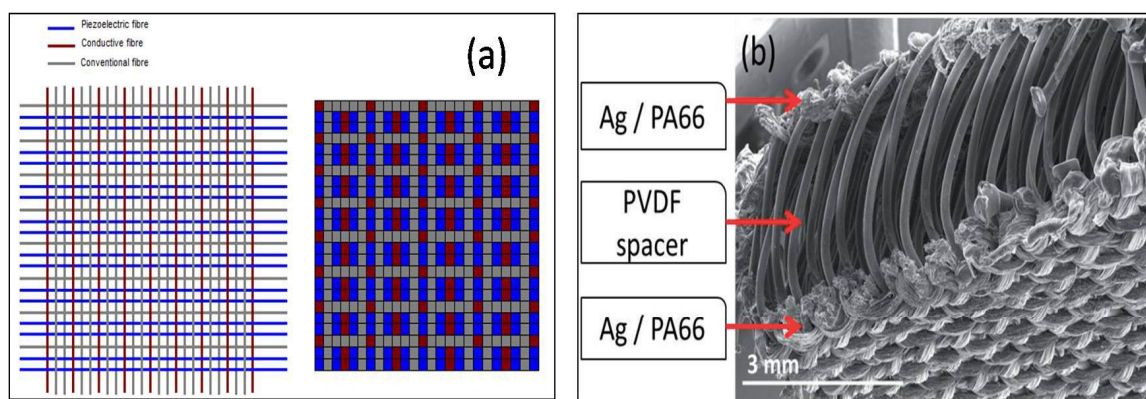 Piezoelectric fibre
Conductive fibre
Conventional fibre
(a)
(b)
Ag / PA66
PVDF
spacer
Ag / PA66
3 mm